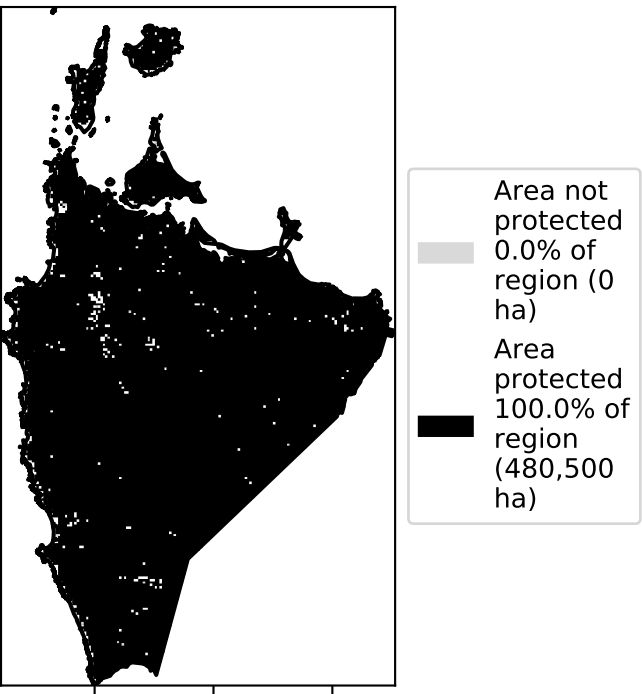 Area not
protected
0.0% of
region (0
ha)
Area
protected
100.0% of
region
(480,500
ha)